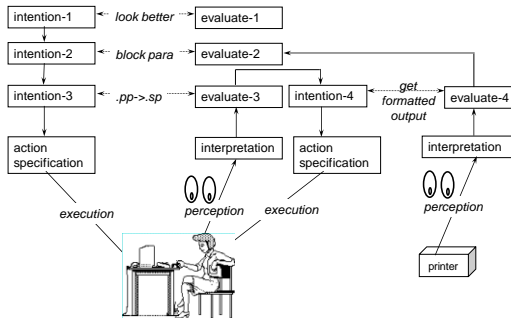 intention-1
look better
evaluate-1
intention-2
block para
evaluate-2
intention-3
.pp->.sp
evaluate-3
intention-4
get
formatted
output
evaluate-4
action
specification
interpretation
action
specification
interpretation
execution
perception
execution
perception
printer